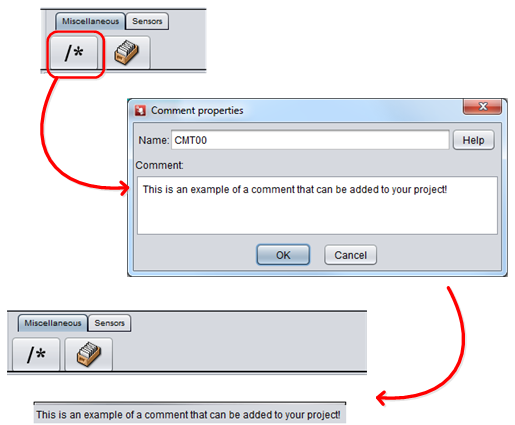 Miscellaneous Sensors
/*
Comment properties
Name: CMT00 Help
Comment:
This is an example of a comment that can be added to your project!
OK Cancel
Miscellaneous Sensors
/*
This is an example of a comment that can be added to your project!